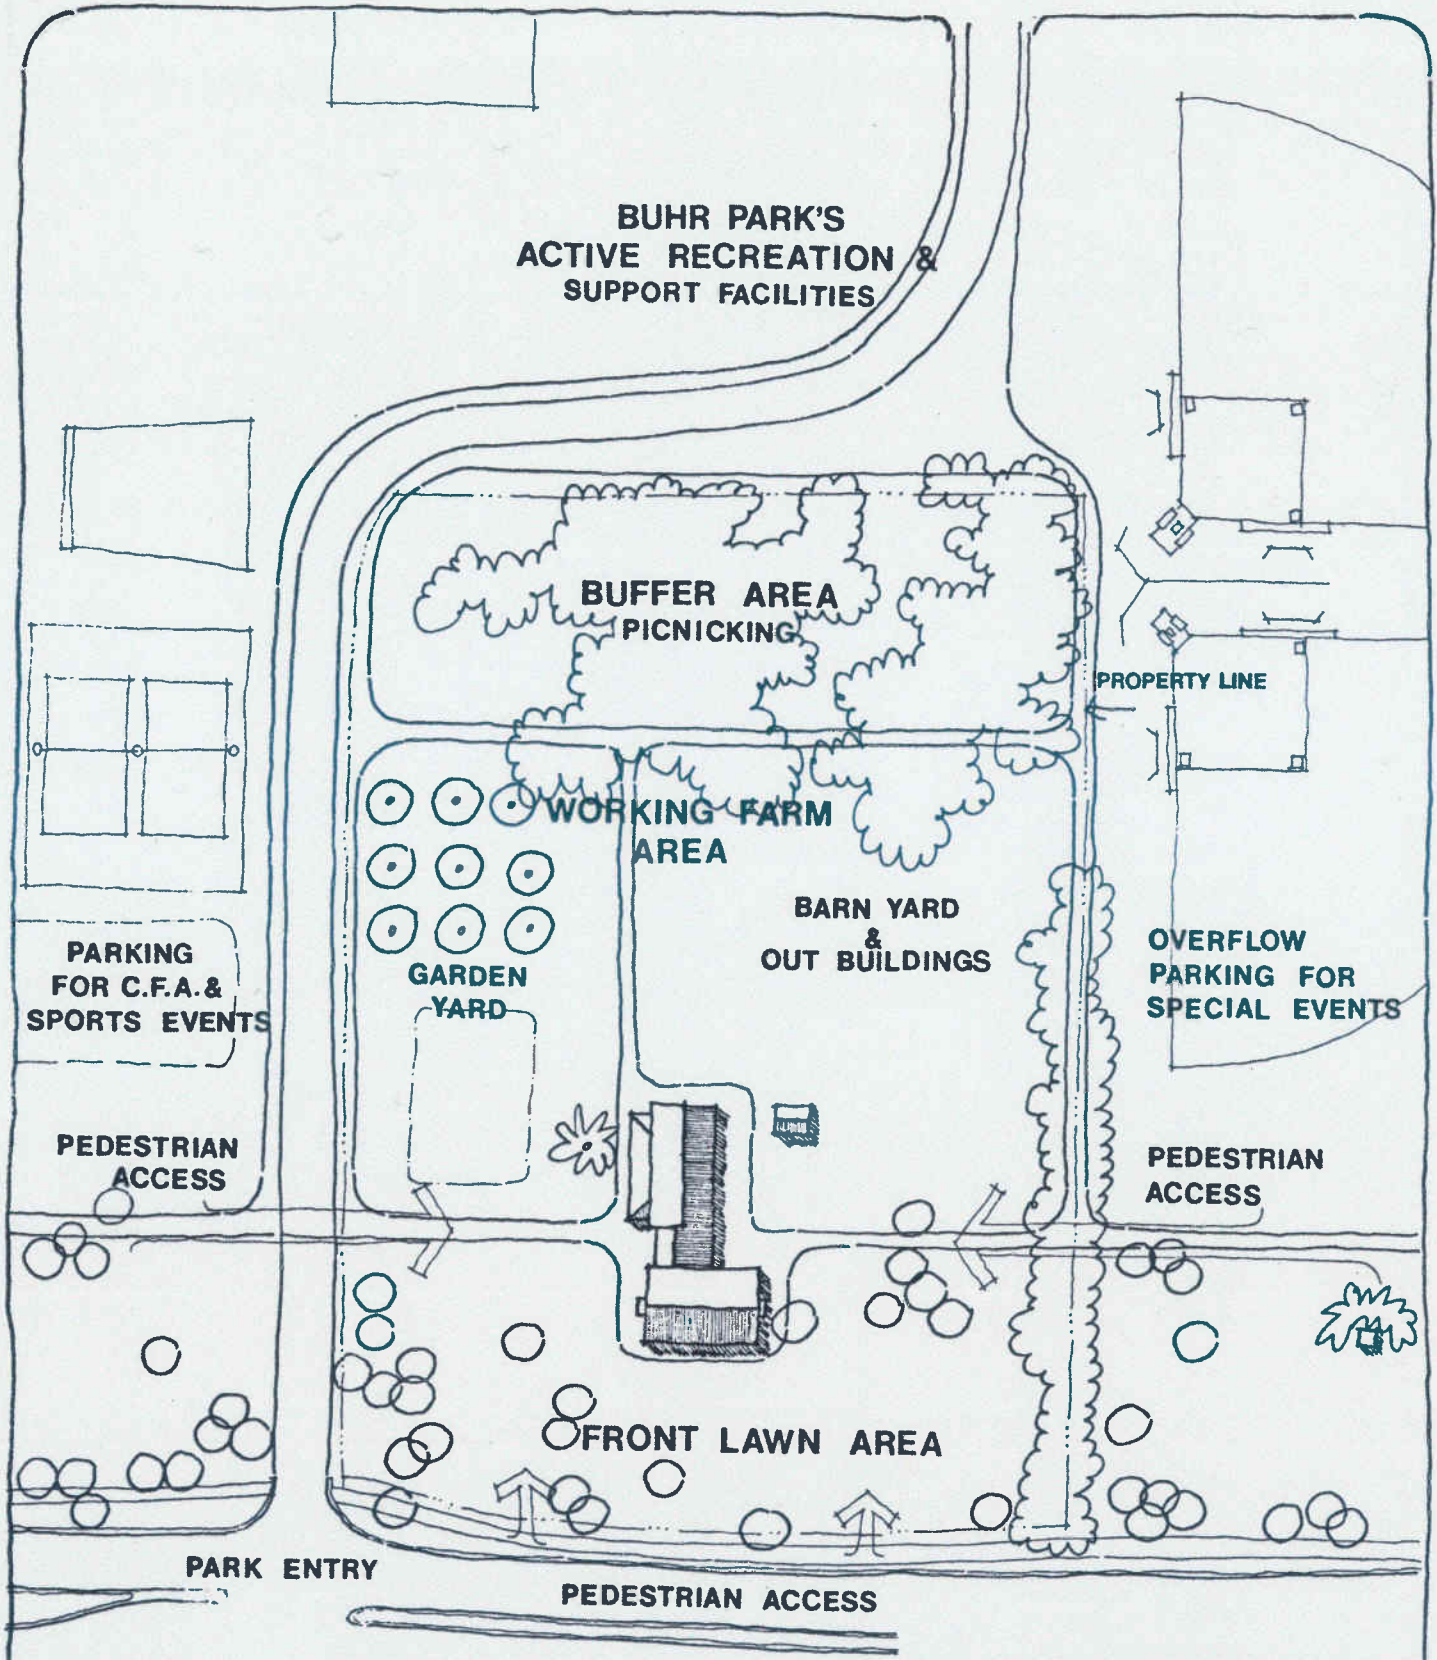 BUHR PARK'S
ACTIVE RECREATION &
SUPPORT FACILITIES
BUFFER AREA
PICNICKING
PROPERTY LINE
WORKING FARM
AREA
BARN YARD
&
OUT BUILDINGS
PARKING
FOR C.F.A. &
SPORTS EVENTS
GARDEN
YARD
OVERFLOW
PARKING FOR
SPECIAL EVENTS
PEDESTRIAN
ACCESS
PEDESTRIAN
ACCESS
FRONT LAWN AREA
PARK ENTRY
PEDESTRIAN ACCESS